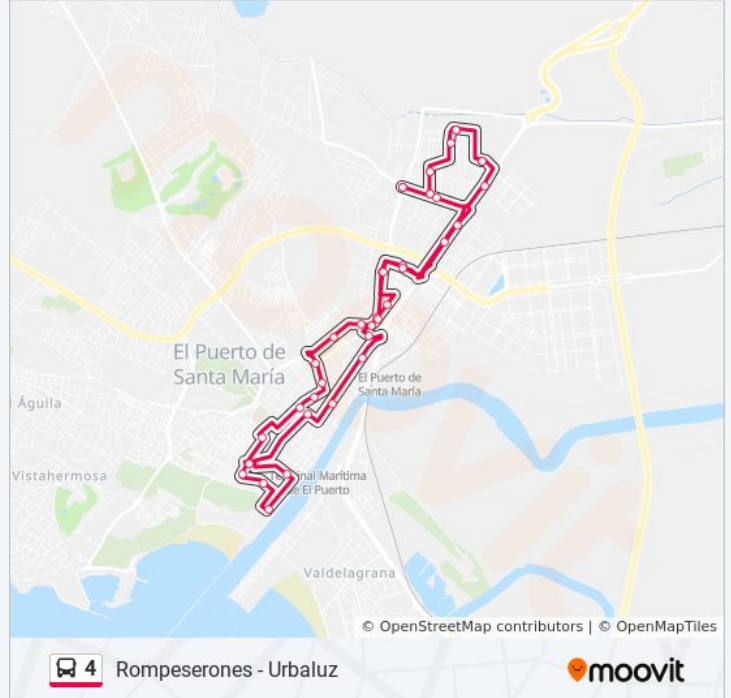 El Puerto de
Santa María
El Puerto de
Santa María
Águila
Vistahermosa
Terminal Marítima
de El Puerto
Valdelagrana
© OpenStreetMap contributors | © OpenMapTiles
4 Rompeserones - Urbaluz
moovit